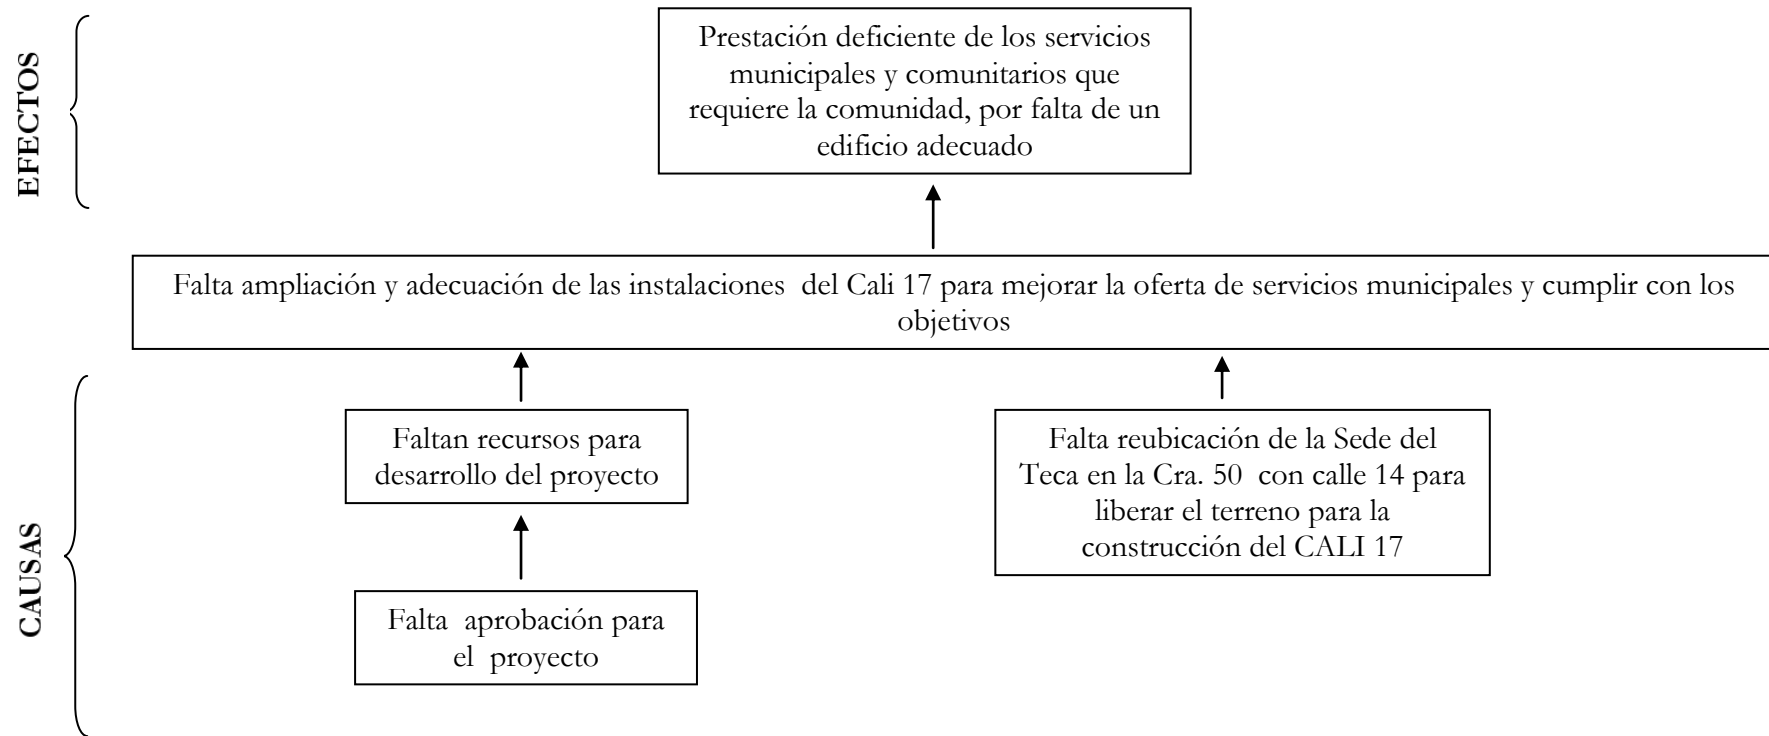 EFECTOS
Prestación deficiente de los servicios
municipales y comunitarios que
requiere la comunidad, por falta de un
edificio adecuado
Falta ampliación y adecuación de las instalaciones  del Cali 17 para mejorar la oferta de servicios municipales y cumplir con los
objetivos
CAUSAS
Faltan recursos para
desarrollo del proyecto
Falta  aprobación para
el  proyecto
Falta reubicación de la Sede del
Teca en la Cra. 50  con calle 14 para
liberar el terreno para la
construcción del CALI 17